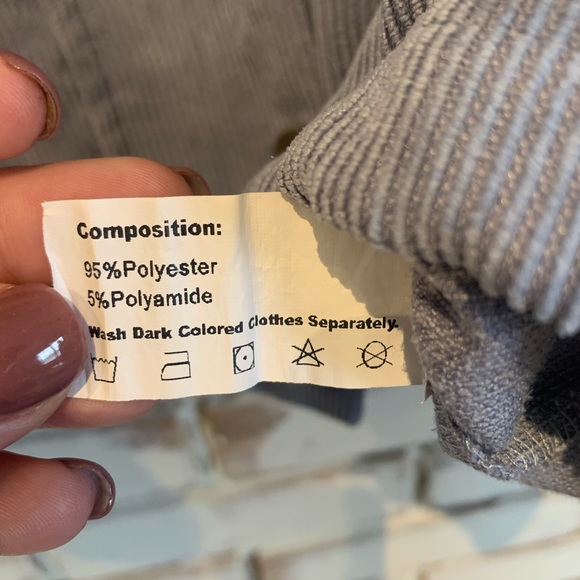 Composition:
95%Polyester
5%Polyamide
Wash Dark Colored Clothes Separately.